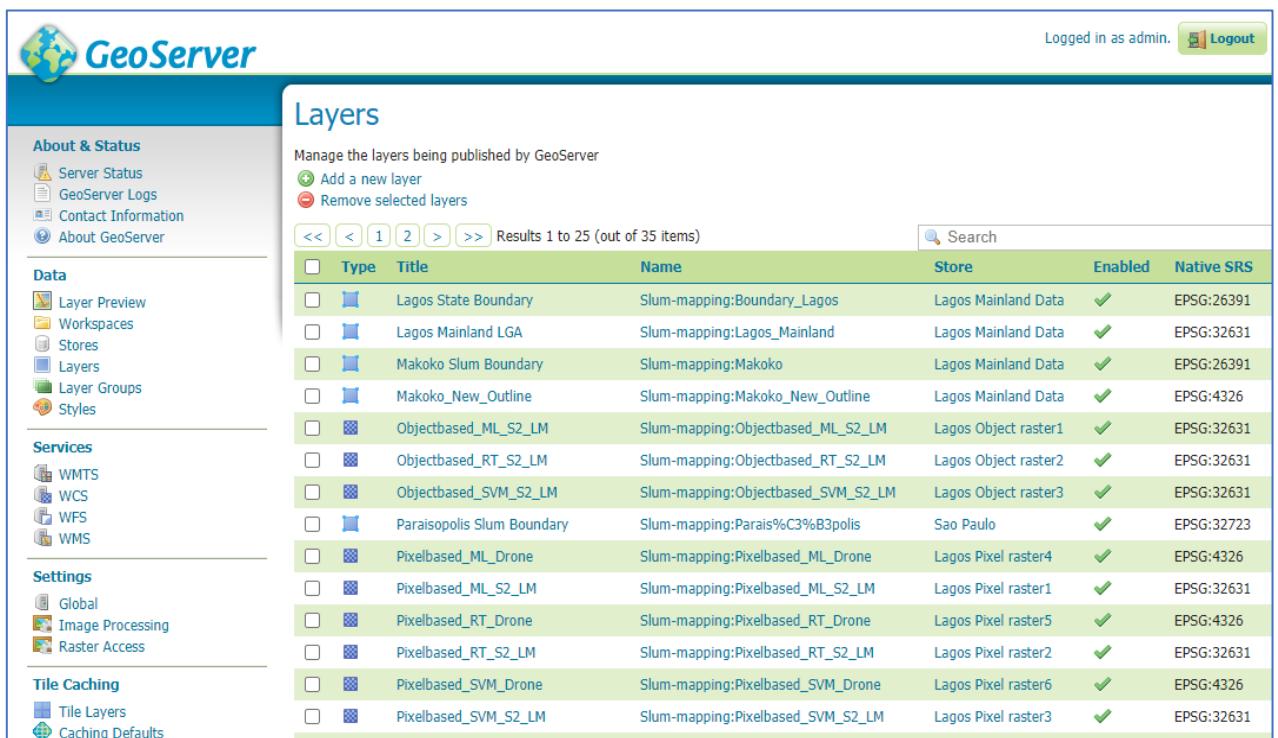 GeoServer
Logged in as admin. Logout
About & Status
Server Status
GeoServer Logs
Contact Information
About GeoServer
Data
Layer Preview
Workspaces
Stores
Layers
Layer Groups
Styles
Services
WMTS
WCS
WFS
WMS
Settings
Global
Image Processing
Raster Access
Tile Caching
Tile Layers
Caching Defaults
Layers
Manage the layers being published by GeoServer
Add a new layer
Remove selected layers
<< < 1 2 > >> Results 1 to 25 (out of 35 items) Search
Type Title Name Store Enabled Native SRS
Lagos State Boundary Slum-mapping:Boundary_Lagos Lagos Mainland Data EPSG:26391
Lagos Mainland LGA Slum-mapping:Lagos_Mainland Lagos Mainland Data EPSG:32631
Makoko Slum Boundary Slum-mapping:Makoko Lagos Mainland Data EPSG:26391
Makoko_New_Outline Slum-mapping:Makoko_New_Outline Lagos Mainland Data EPSG:4326
Objectbased_ML_S2_LM Slum-mapping:Objectbased_ML_S2_LM Lagos Object raster1 EPSG:32631
Objectbased_RT_S2_LM Slum-mapping:Objectbased_RT_S2_LM Lagos Object raster2 EPSG:32631
Objectbased_SVM_S2_LM Slum-mapping:Objectbased_SVM_S2_LM Lagos Object raster3 EPSG:32631
Paraisopolis Slum Boundary Slum-mapping:Parais%C3%B3polis Sao Paulo EPSG:32723
Pixelbased_ML_Drone Slum-mapping:Pixelbased_ML_Drone Lagos Pixel raster4 EPSG:4326
Pixelbased_ML_S2_LM Slum-mapping:Pixelbased_ML_S2_LM Lagos Pixel raster1 EPSG:32631
Pixelbased_RT_Drone Slum-mapping:Pixelbased_RT_Drone Lagos Pixel raster5 EPSG:4326
Pixelbased_RT_S2_LM Slum-mapping:Pixelbased_RT_S2_LM Lagos Pixel raster2 EPSG:32631
Pixelbased_SVM_Drone Slum-mapping:Pixelbased_SVM_Drone Lagos Pixel raster6 EPSG:4326
Pixelbased_SVM_S2_LM Slum-mapping:Pixelbased_SVM_S2_LM Lagos Pixel raster3 EPSG:32631